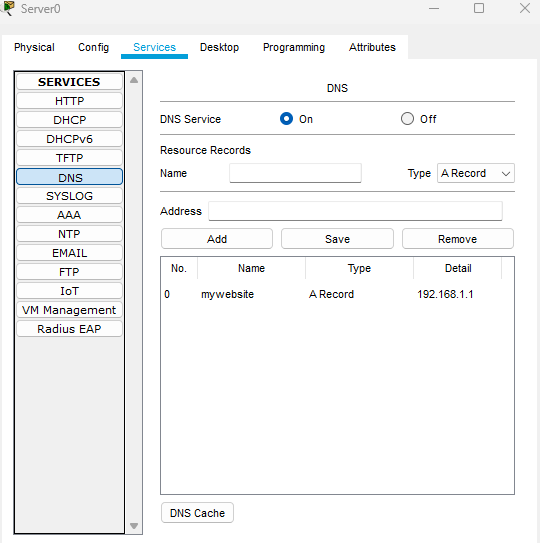 Server0
Physical Config Services Desktop Programming Attributes
SERVICES
HTTP
DHCP
DHCPv6
TFTP
DNS
SYSLOG
AAA
NTP
EMAIL
FTP
IoT
VM Management
Radius EAP
DNS
DNS Service On Off
Resource Records
Name Type A Record
Address
Add Save Remove
No. Name Type Detail
0 mywebsite A Record 192.168.1.1
DNS Cache